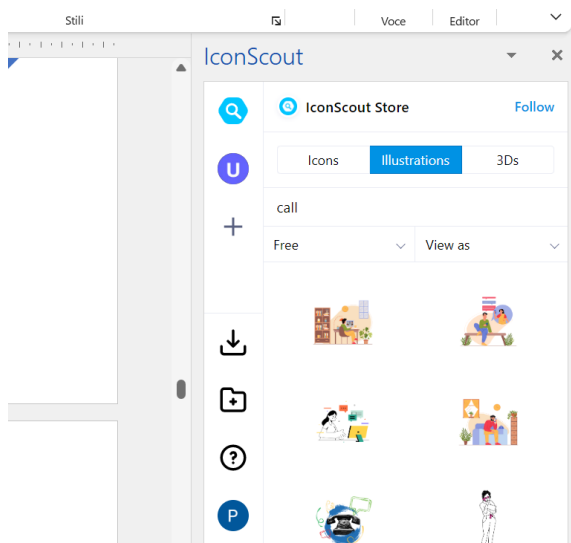 Stili
Voce
Editor
IconScout
IconScout Store
Follow
U
Icons
Illustrations
3Ds
call
Free
View as
P